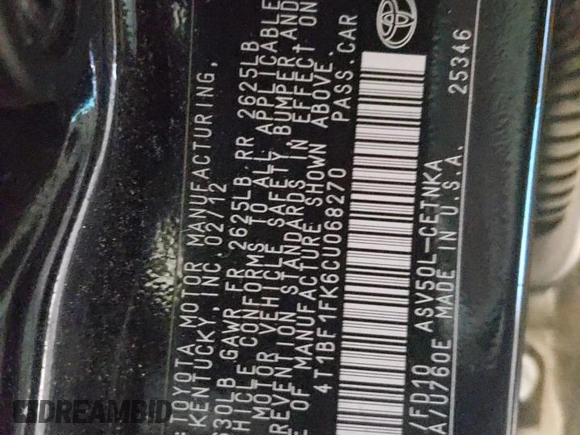 TOYOTA MOTOR MANUFACTURING,
KENTUCKY, INC. 02/12
530LB GAWR FR 2625LB RR 2625LB
VEHICLE CONFORMS TO ALL APPLICABLE
MOTOR VEHICLE SAFETY, BUMPER, AND
PREVENTION STANDARDS IN EFFECT ON
OF MANUFACTURE SHOWN ABOVE.
4T1BF1FK6CU068270 PASS.CAR
/FD10 ASV50L-CETNKA
A/U760E MADE IN U.S.A. 25346
DREAMBID